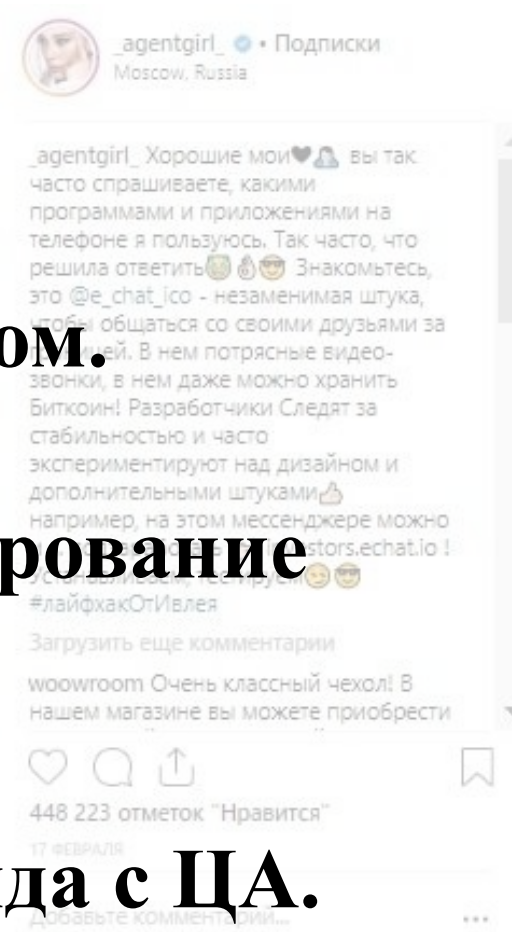 _agentgirl_ • Подписки
Moscow, Russia
_agentgirl_ Хорошие мои вы так
часто спрашиваете, какими
программами и приложениями на
телефоне я пользуюсь. Так часто, что
решила ответить Знакомьтесь,
это @e_chat_ico - незаменимая штука,
чтобы общаться со своими друзьями за
ом.
В нем потрясные видео-
звонки, в нем даже можно хранить
Биткоин! Разработчики Следят за
стабильностью и часто
экспериментируют над дизайном и
дополнительными штуками
например, на этом мессенджере можно
stors.echat.io !
рование
#лайфхакОтИвлея
Загрузить еще комментарии
woowroom Очень классный чехол! В
нашем магазине вы можете приобрести
448 223 отметок "Нравится"
17 ФЕВРАЛЯ
да с ЦА.
Добавьте комментарий...